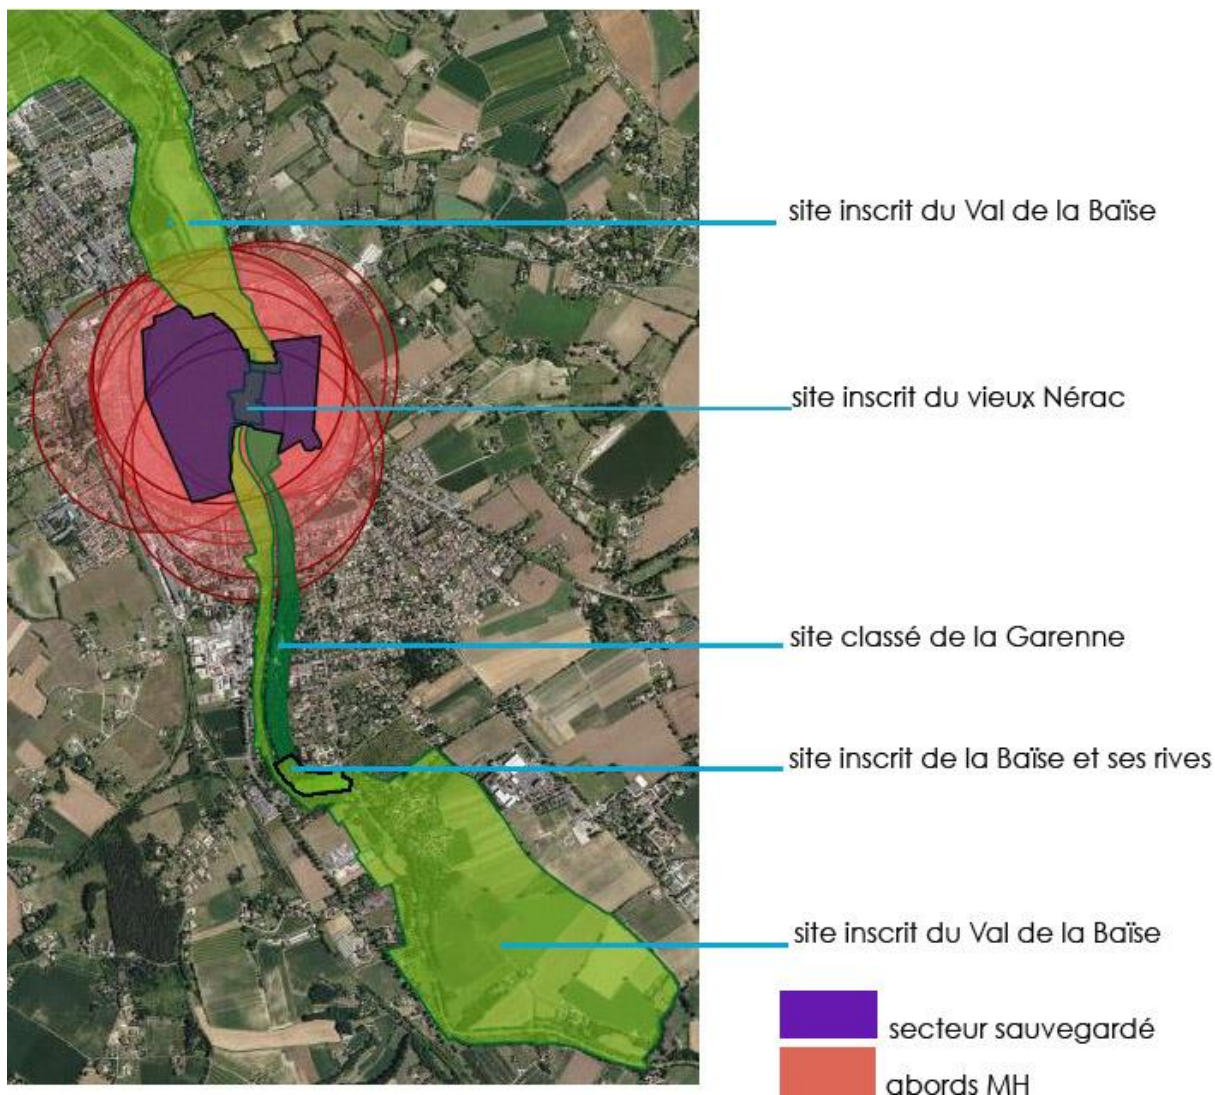 site inscrit du Val de la Baïse
site inscrit du vieux Nérac
site classé de la Garenne
site inscrit de la Baïse et ses rives
site inscrit du Val de la Baïse
secteur sauvegardé
abords MH